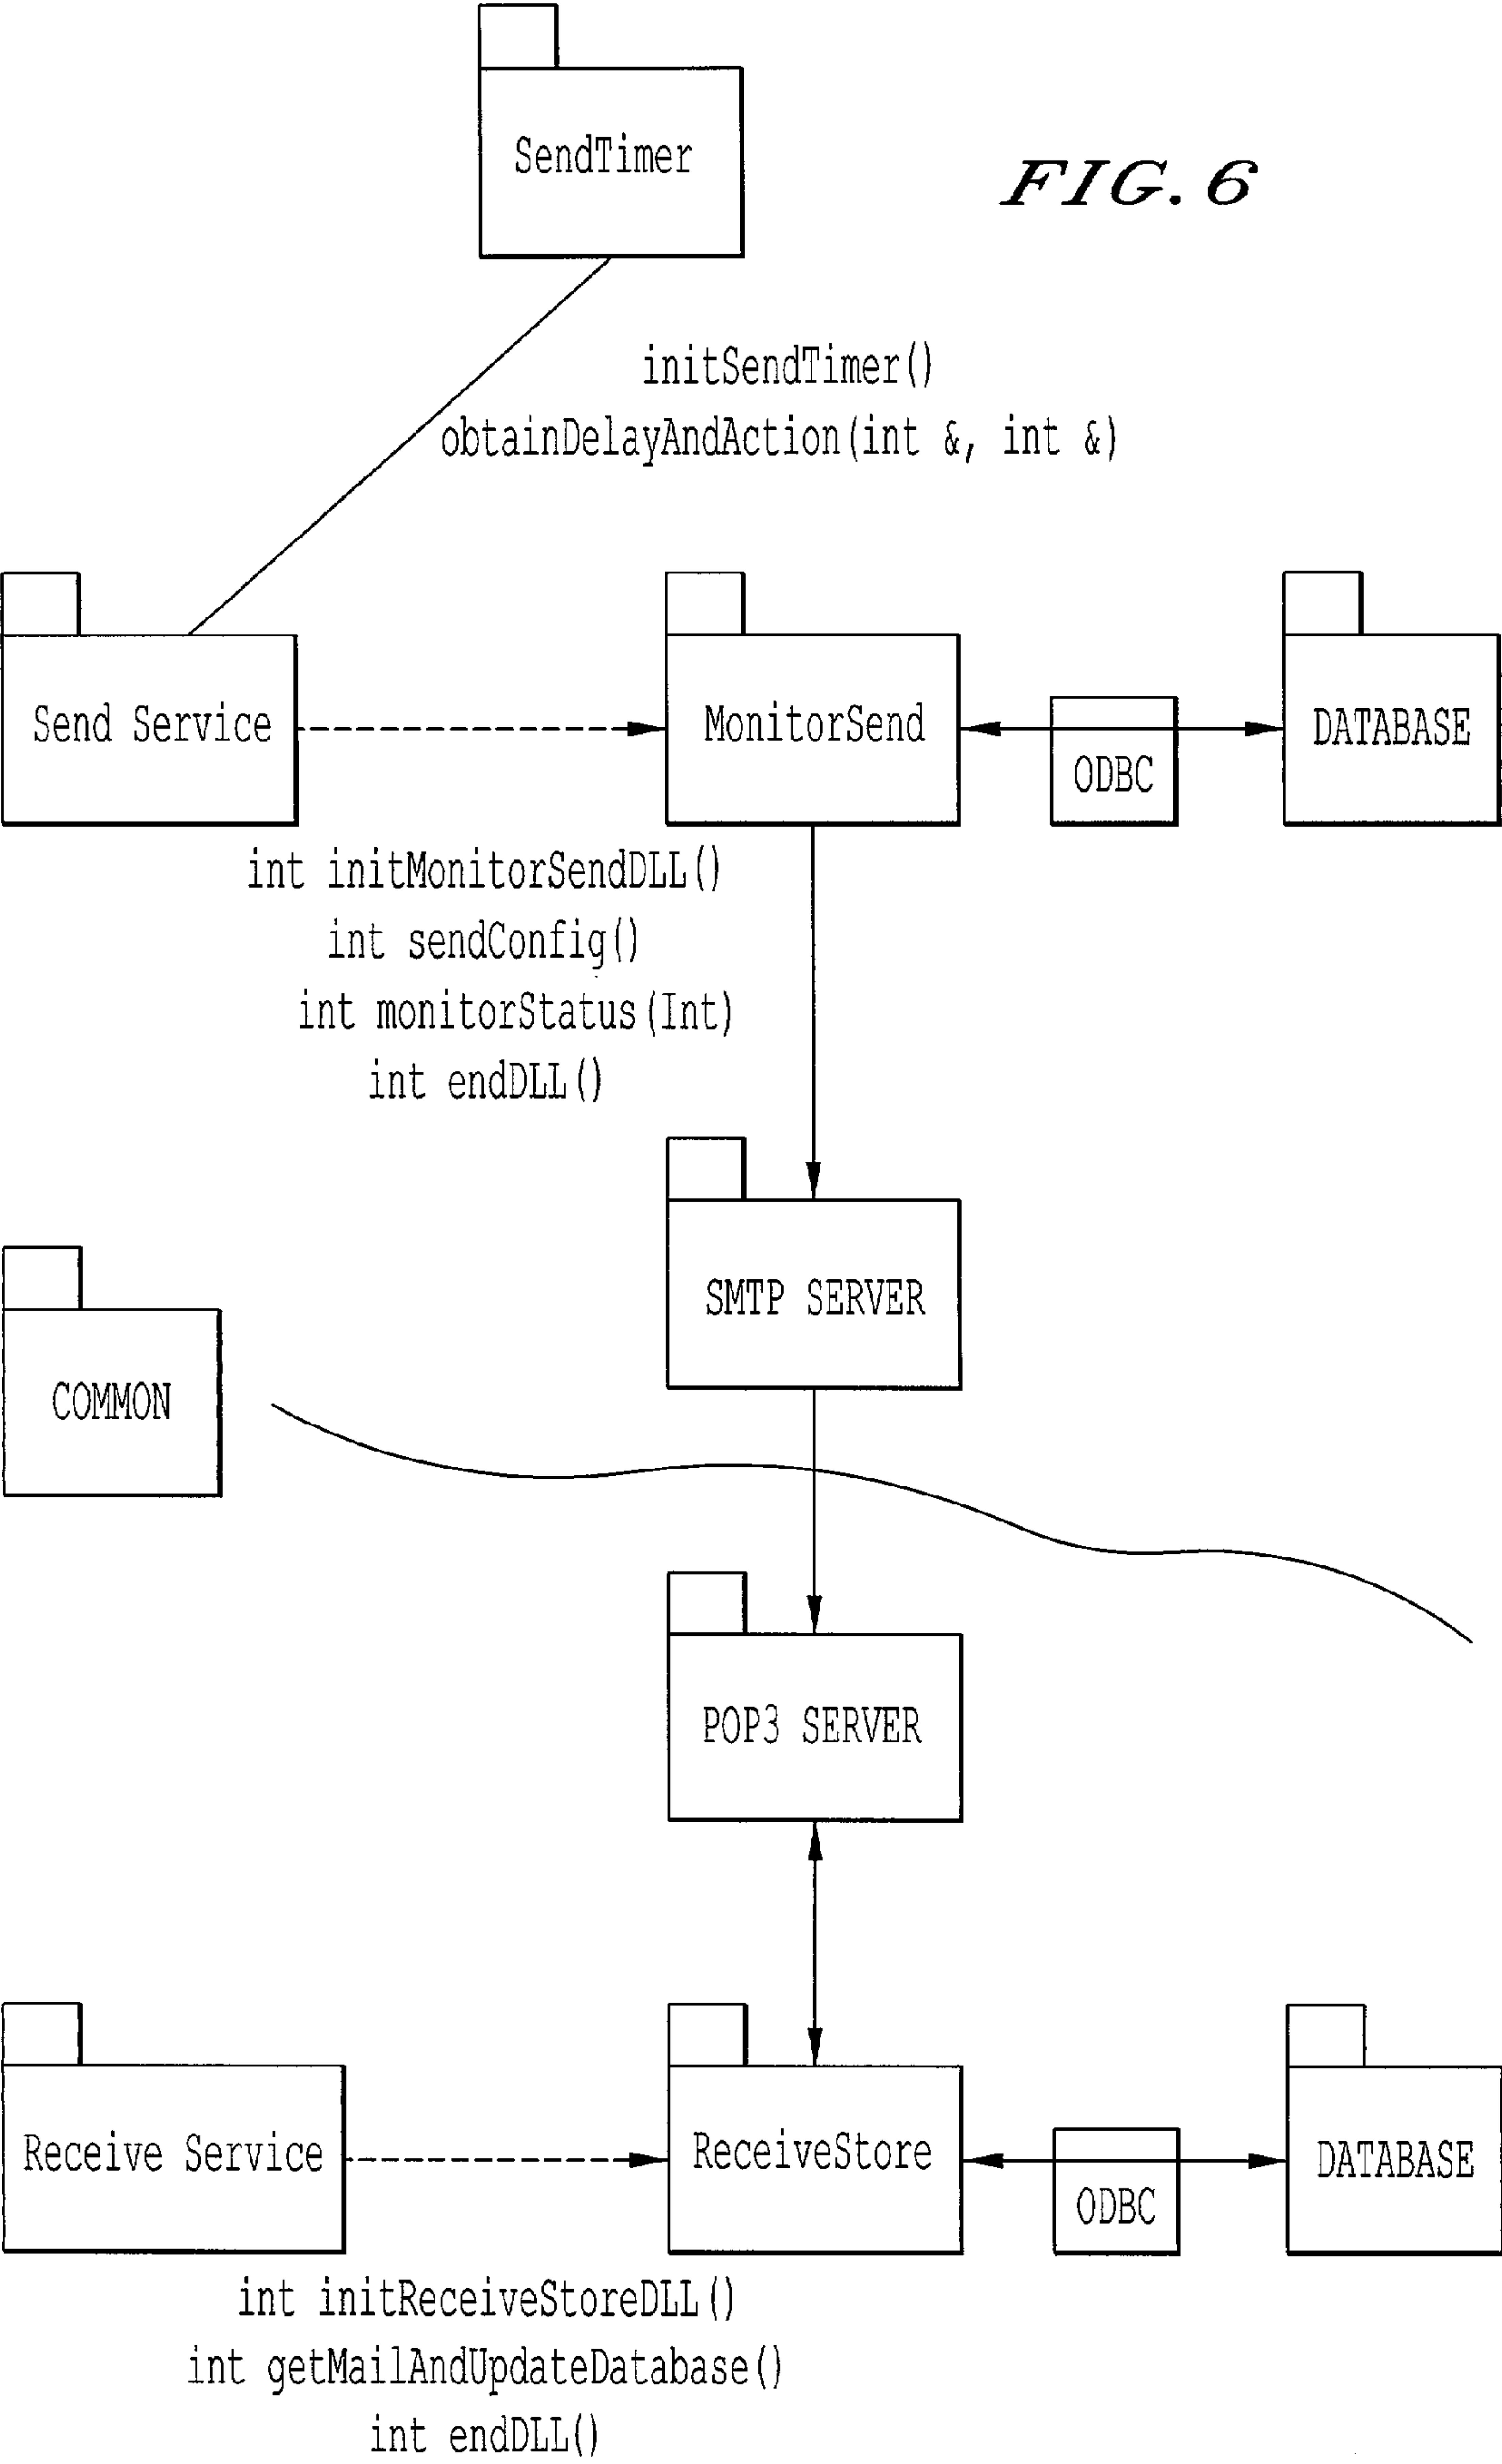 SendTimer
FIG. 6
initSendTimer()
obtainDelayAndAction(int &, int &)
Send Service
MonitorSend
ODBC
DATABASE
int initMonitorSendDLL()
int sendConfig()
int monitorStatus(Int)
int endDLL()
SMTP SERVER
COMMON
POP3 SERVER
Receive Service
ReceiveStore
ODBC
DATABASE
int initReceiveStoreDLL()
int getMailAndUpdateDatabase()
int endDLL()